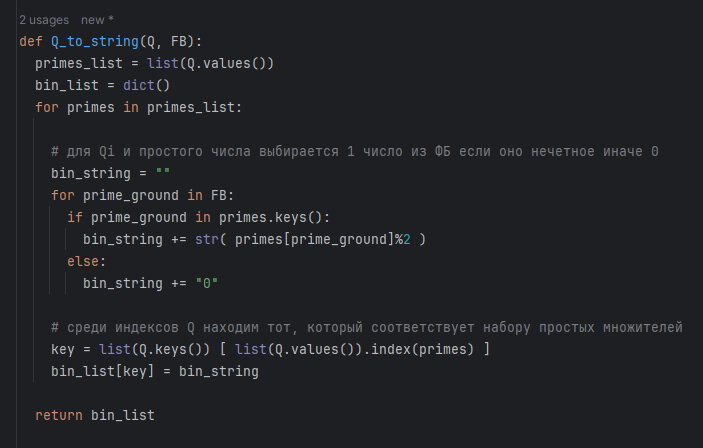 2 usages new *
def Q_to_string(Q, FB):
  primes_list = list(Q.values())
  bin_list = dict()
  for primes in primes_list:

    # для Qi и простого числа выбирается 1 число из ФБ если оно нечетное иначе 0
    bin_string = ""
    for prime_ground in FB:
      if prime_ground in primes.keys():
        bin_string += str( primes[prime_ground]%2 )
      else:
        bin_string += "0"

    # среди индексов Q находим тот, который соответствует набору простых множителей
    key = list(Q.keys()) [ list(Q.values()).index(primes) ]
    bin_list[key] = bin_string

  return bin_list